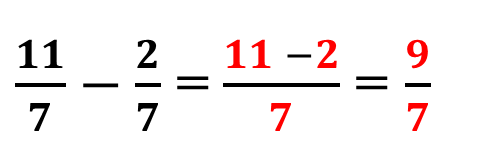 11/7 − 2/7 = 11 −2/7 = 9/7